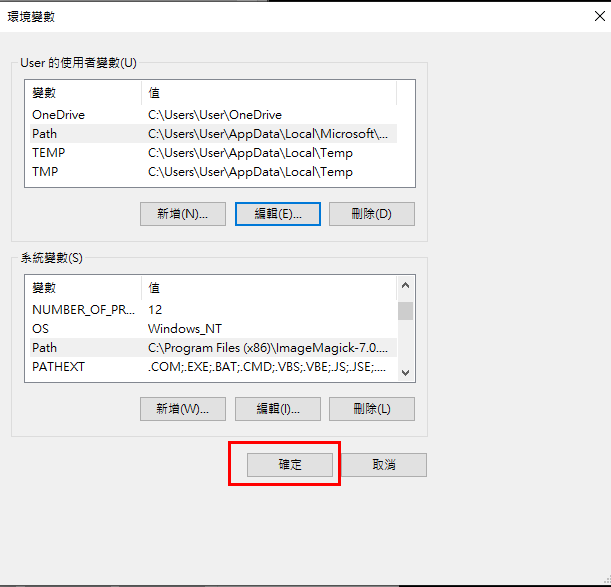 環境變數
User 的使用者變數(U)
變數 值
OneDrive C:\Users\User\OneDrive
Path C:\Users\User\AppData\Local\Microsoft\...
TEMP C:\Users\User\AppData\Local\Temp
TMP C:\Users\User\AppData\Local\Temp
新增(N)... 編輯(E)... 刪除(D)
系統變數(S)
變數 值
NUMBER_OF_PR... 12
OS Windows_NT
Path C:\Program Files (x86)\ImageMagick-7.0....
PATHEXT .COM;.EXE;.BAT;.CMD;.VBS;.VBE;.JS;.JSE;....
新增(W)... 編輯(I)... 刪除(L)
確定 取消